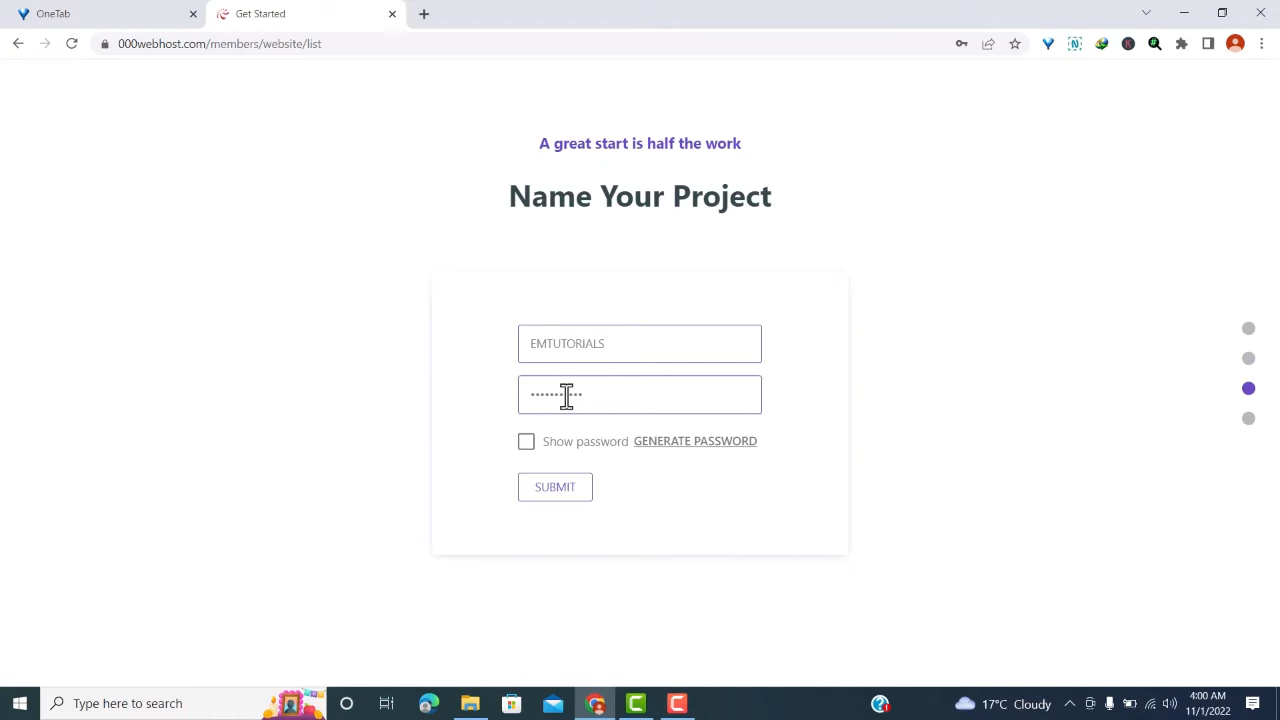 OneTab
Get Started
000webhost.com/members/website/list
A great start is half the work
Name Your Project
EMTUTORIALS
Show password GENERATE PASSWORD
SUBMIT
Type here to search
17°C Cloudy
4:00 AM
11/1/2022